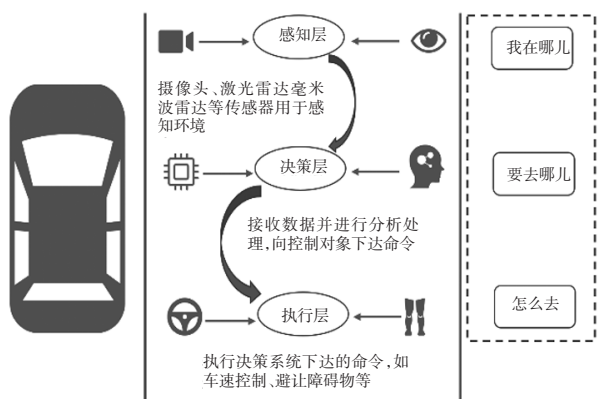 感知层
我在哪儿
摄像头、激光雷达毫米
波雷达等传感器用于感
知环境
决策层
要去哪儿
接收数据并进行分析处
理,向控制对象下达命令
执行层
怎么去
执行决策系统下达的命令,如
车速控制、避让障碍物等